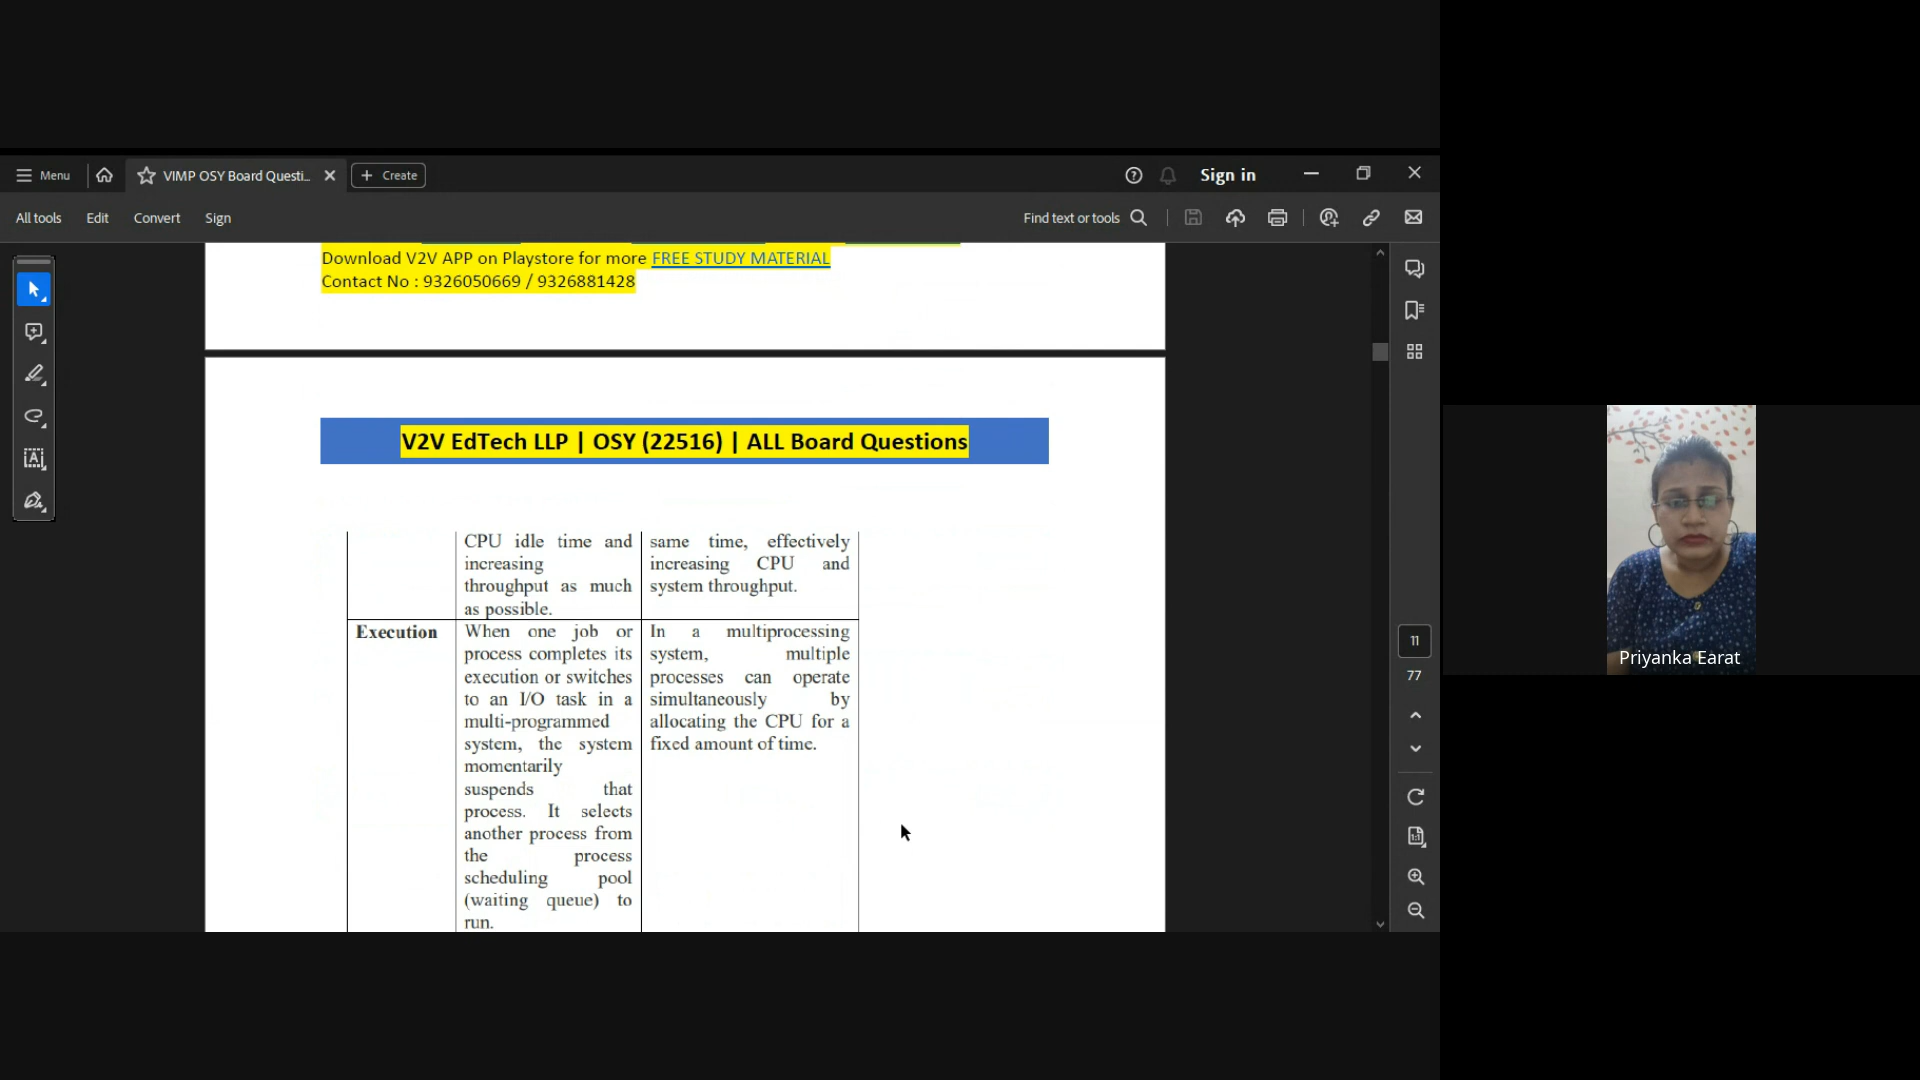 Menu
VIMP OSY Board Questi...
Create
Sign in
All tools
Edit
Convert
Sign
Find text or tools
Download V2V APP on Playstore for more FREE STUDY MATERIAL
Contact No : 9326050669 / 9326881428
V2V EdTech LLP | OSY (22516) | ALL Board Questions
CPU idle time and
increasing
throughput as much
as possible.
same time, effectively
increasing CPU and
system throughput.
Execution
When one job or
process completes its
execution or switches
to an I/O task in a
multi-programmed
system, the system
momentarily
suspends that
process. It selects
another process from
the process
scheduling pool
(waiting queue) to
run.
In a multiprocessing
system, multiple
processes can operate
simultaneously by
allocating the CPU for a
fixed amount of time.
11
77
Priyanka Earat